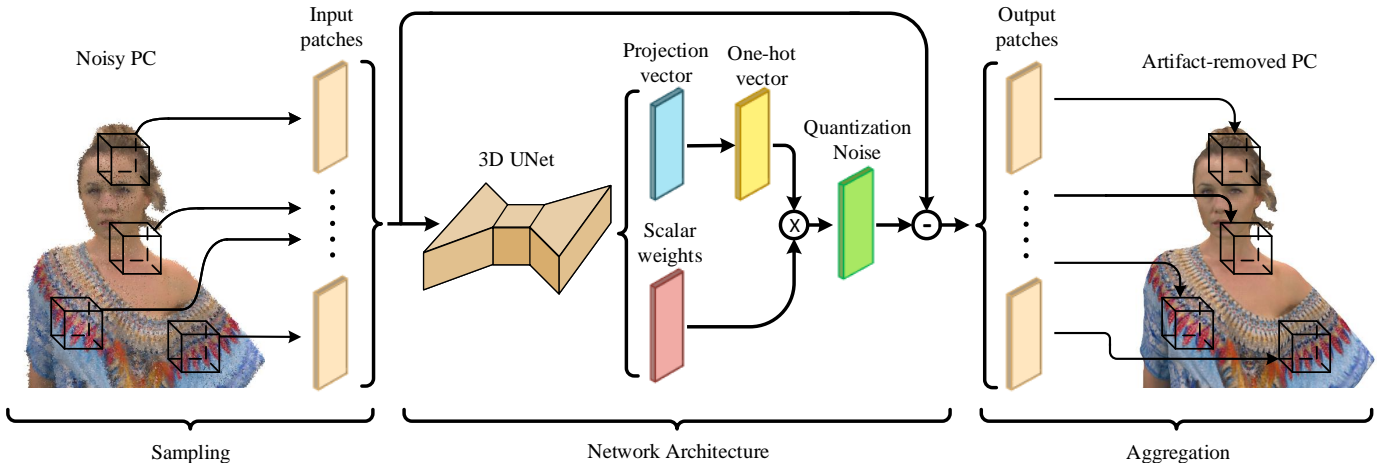 Noisy PC
Input
patches
3D UNet
Projection
vector
One-hot
vector
Quantization
Noise
Scalar
weights
X
-
Output
patches
Artifact-removed PC
Sampling
Network Architecture
Aggregation